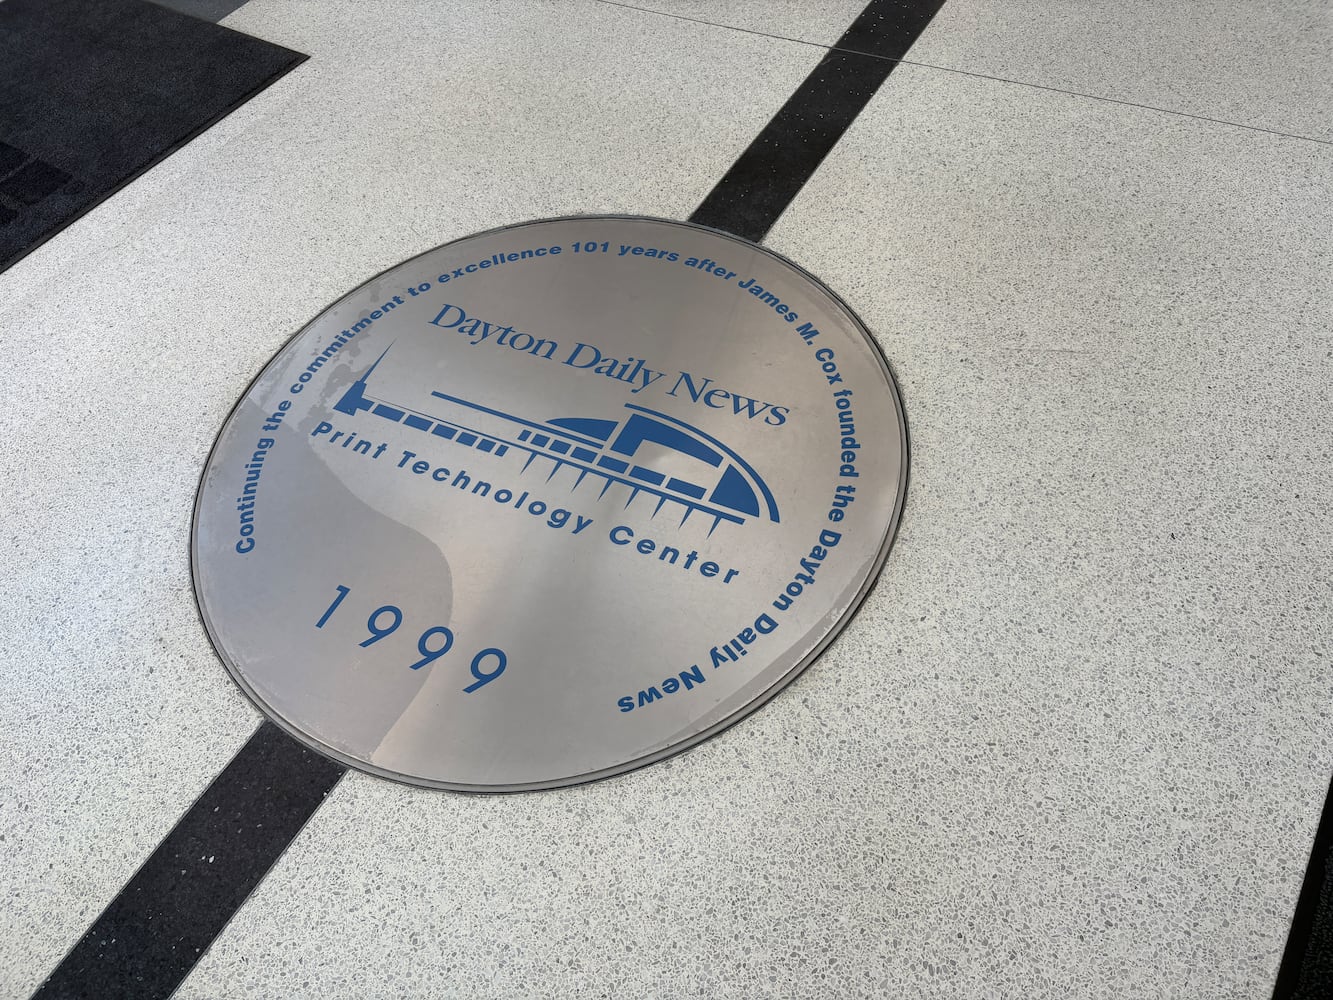 Continuing the commitment to excellence 101 years after James M. Cox founded the Dayton Daily News
Dayton Daily News
Print Technology Center
1999